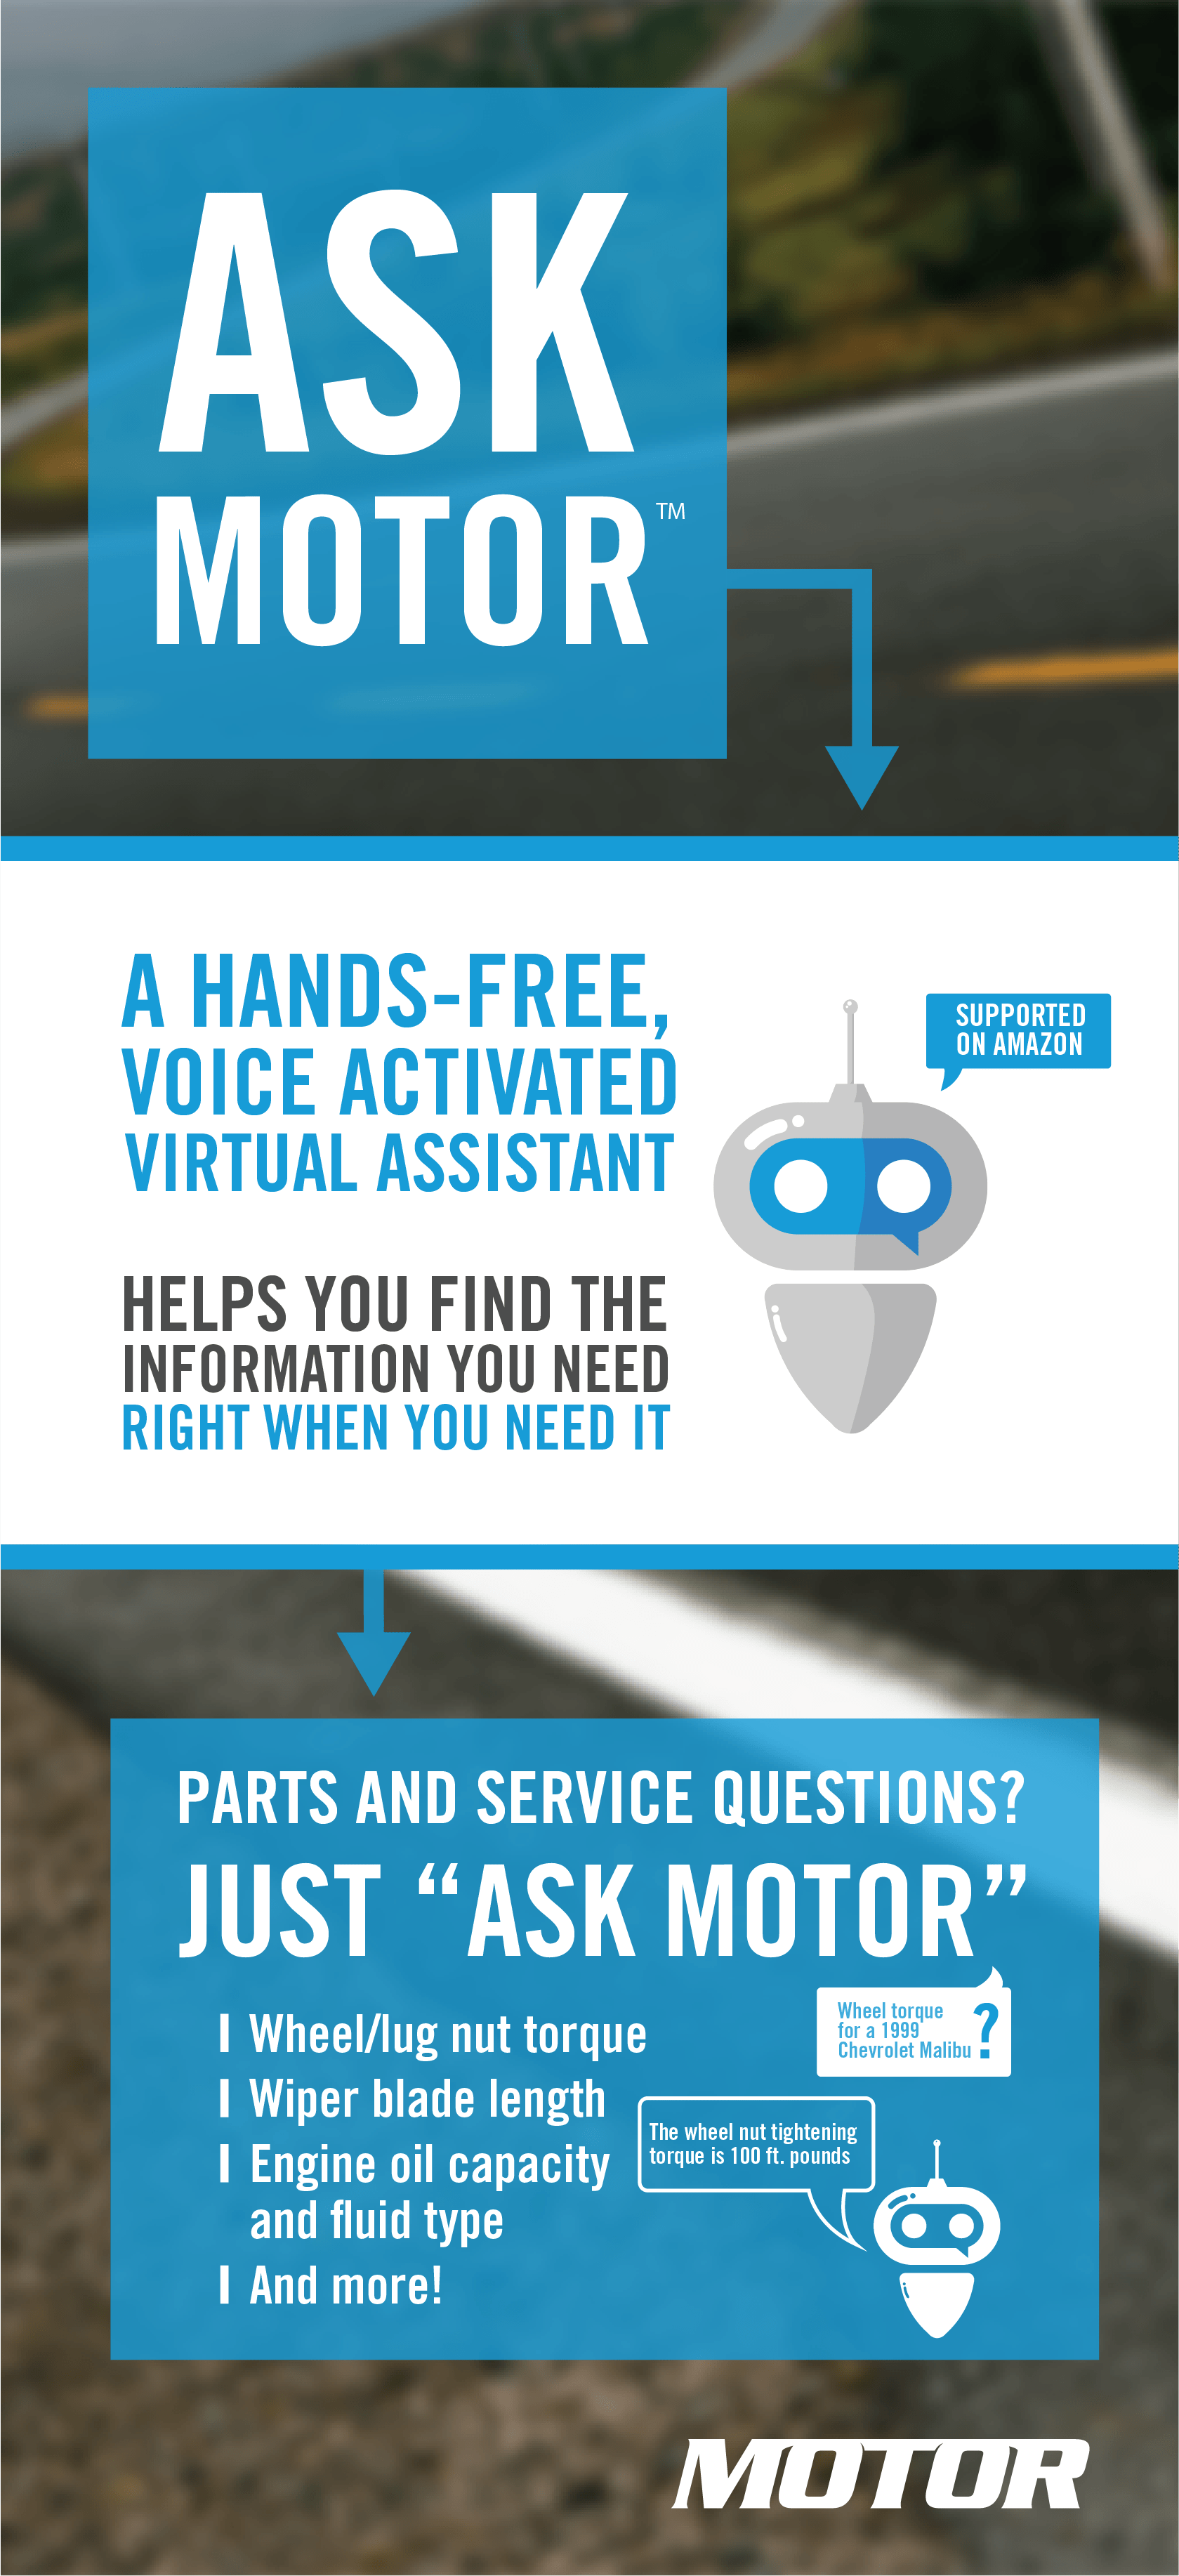 ASK
MOTOR™
A HANDS-FREE,
VOICE ACTIVATED
VIRTUAL ASSISTANT
SUPPORTED
ON AMAZON
HELPS YOU FIND THE
INFORMATION YOU NEED
RIGHT WHEN YOU NEED IT
PARTS AND SERVICE QUESTIONS?
JUST “ASK MOTOR”
I Wheel/lug nut torque
I Wiper blade length
I Engine oil capacity
and fluid type
I And more!
Wheel torque
for a 1999
Chevrolet Malibu ?
The wheel nut tightening
torque is 100 ft. pounds
MOTOR